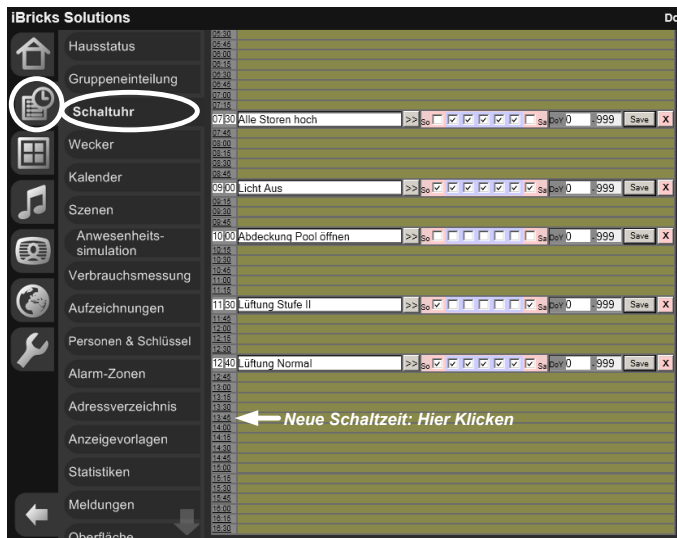 iBricks Solutions
Hausstatus
Gruppeneinteilung
Schaltuhr
Wecker
Kalender
Szenen
Anwesenheits-
simulation
Verbrauchsmessung
Aufzeichnungen
Personen & Schlüssel
Alarm-Zonen
Adressverzeichnis
Anzeigevorlagen
Statistiken
Meldungen
Oberfläche
05:30
05:45
06:00
06:15
06:30
06:45
07:00
07:15
07 30 Alle Storen hoch >> So Sa DoY 0 - 999 Save X
07:45
08:00
08:15
08:30
08:45
09 00 Licht Aus >> So Sa DoY 0 - 999 Save X
09:15
09:30
09:45
10 00 Abdeckung Pool öffnen >> So Sa DoY 0 - 999 Save X
10:15
10:30
10:45
11:00
11:15
11 30 Lüftung Stufe II >> So Sa DoY 0 - 999 Save X
11:45
12:00
12:15
12:30
12 40 Lüftung Normal >> So Sa DoY 0 - 999 Save X
12:45
13:00
13:15
13:30
13:45 Neue Schaltzeit: Hier Klicken
14:00
14:15
14:30
14:45
15:00
15:15
15:30
15:45
16:00
16:15
16:30